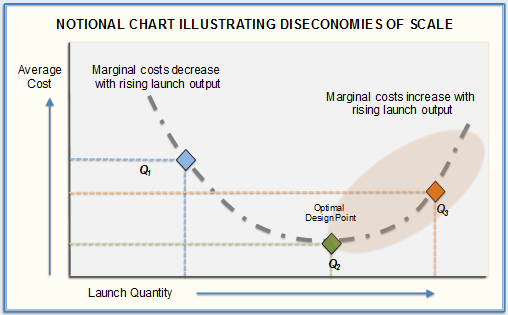 NOTIONAL CHART ILLUSTRATING DISECONOMIES OF SCALE
Average
Cost
Marginal costs decrease
with rising launch output
Marginal costs increase with
rising launch output
Q1
Optimal
Design Point
Q3
Q2
Launch Quantity